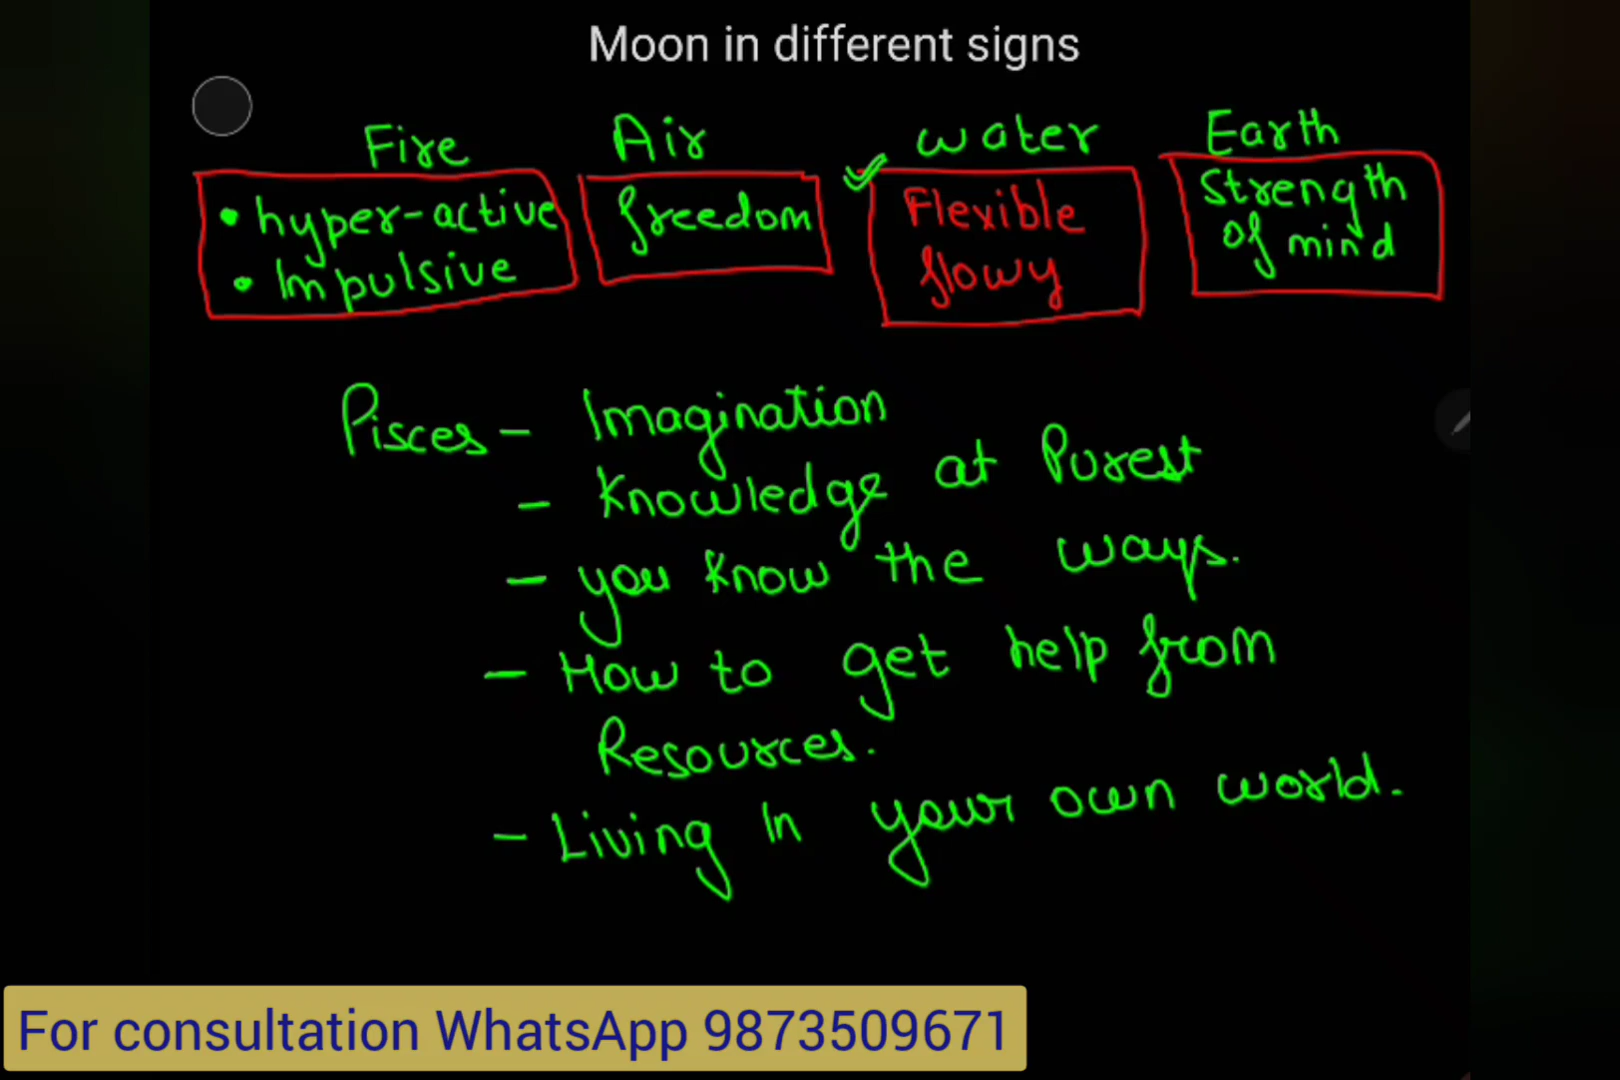 Moon in different signs
Fire Air water Earth
• hyper-active freedom Flexible Strength
• Impulsive flowy of mind
Pisces - Imagination
- Knowledge at Purest
- you know the ways.
- How to get help from
Resources.
- Living In your own world.
For consultation WhatsApp 9873509671